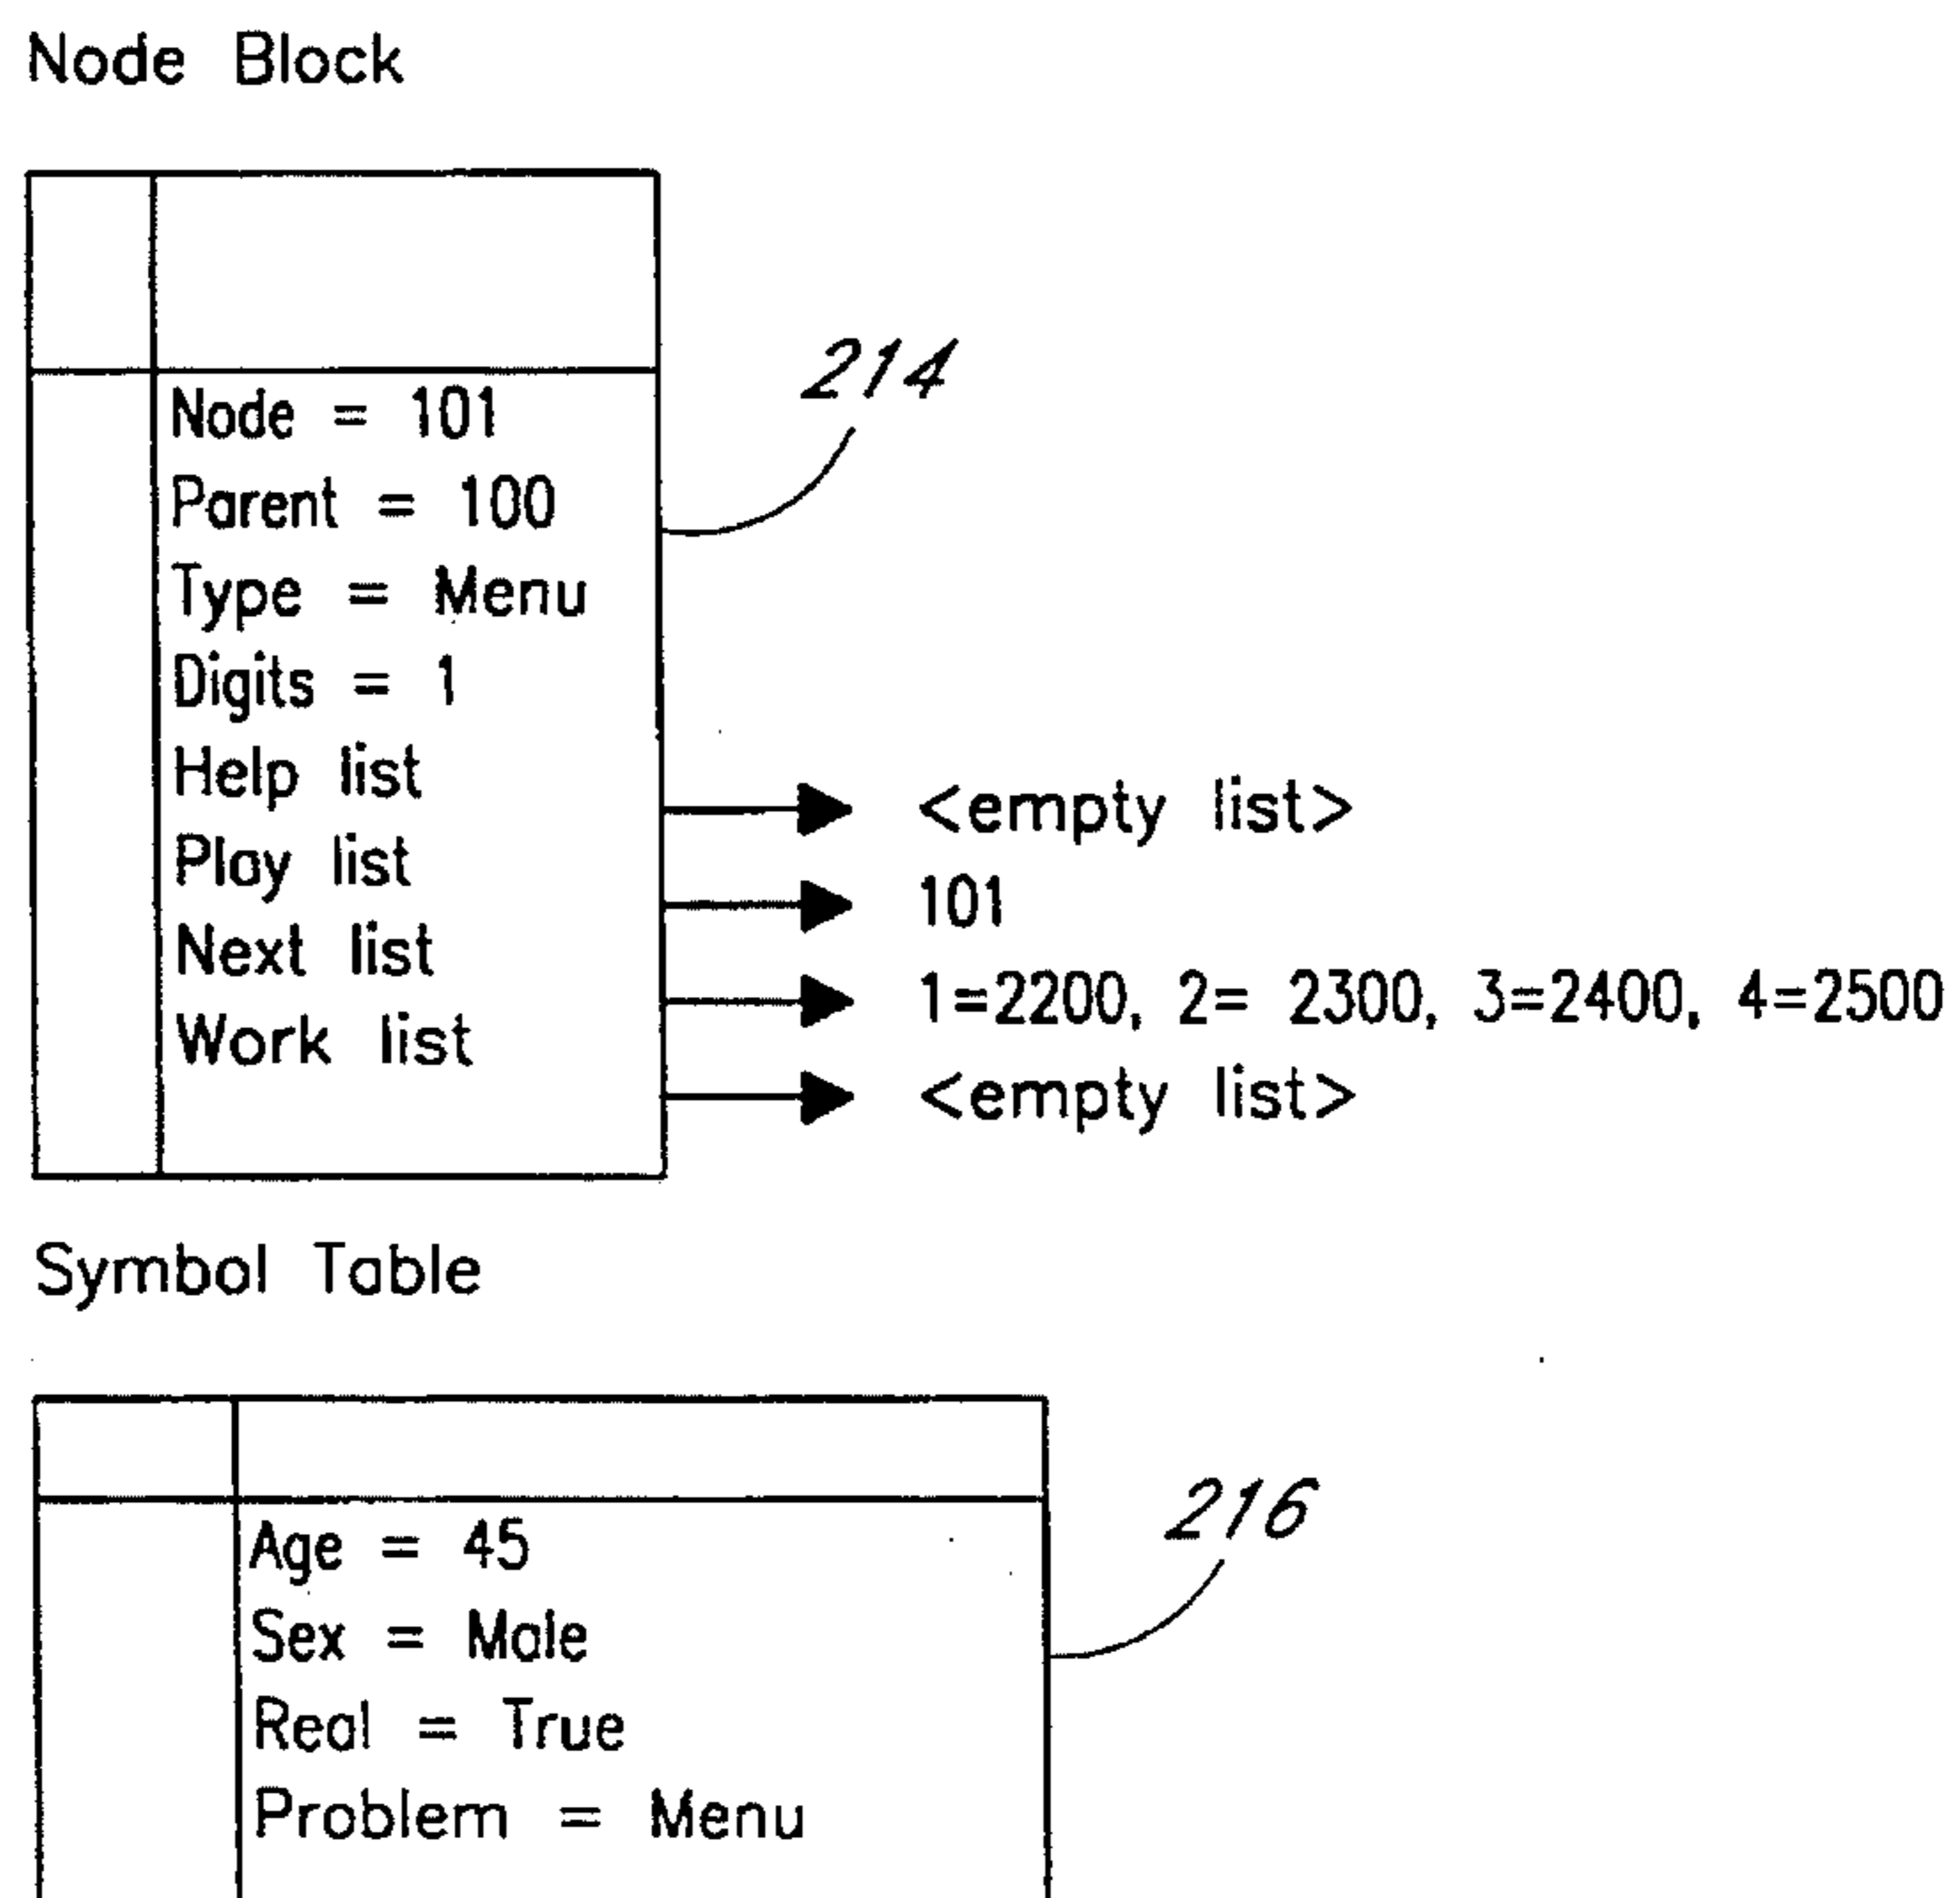 Node Block
214
Node = 101
Parent = 100
Type = Menu
Digits = 1
Help list
<empty list>
Play list
101
Next list
1=2200, 2= 2300, 3=2400, 4=2500
Work list
<empty list>
Symbol Table
216
Age = 45
Sex = Male
Real = True
Problem = Menu